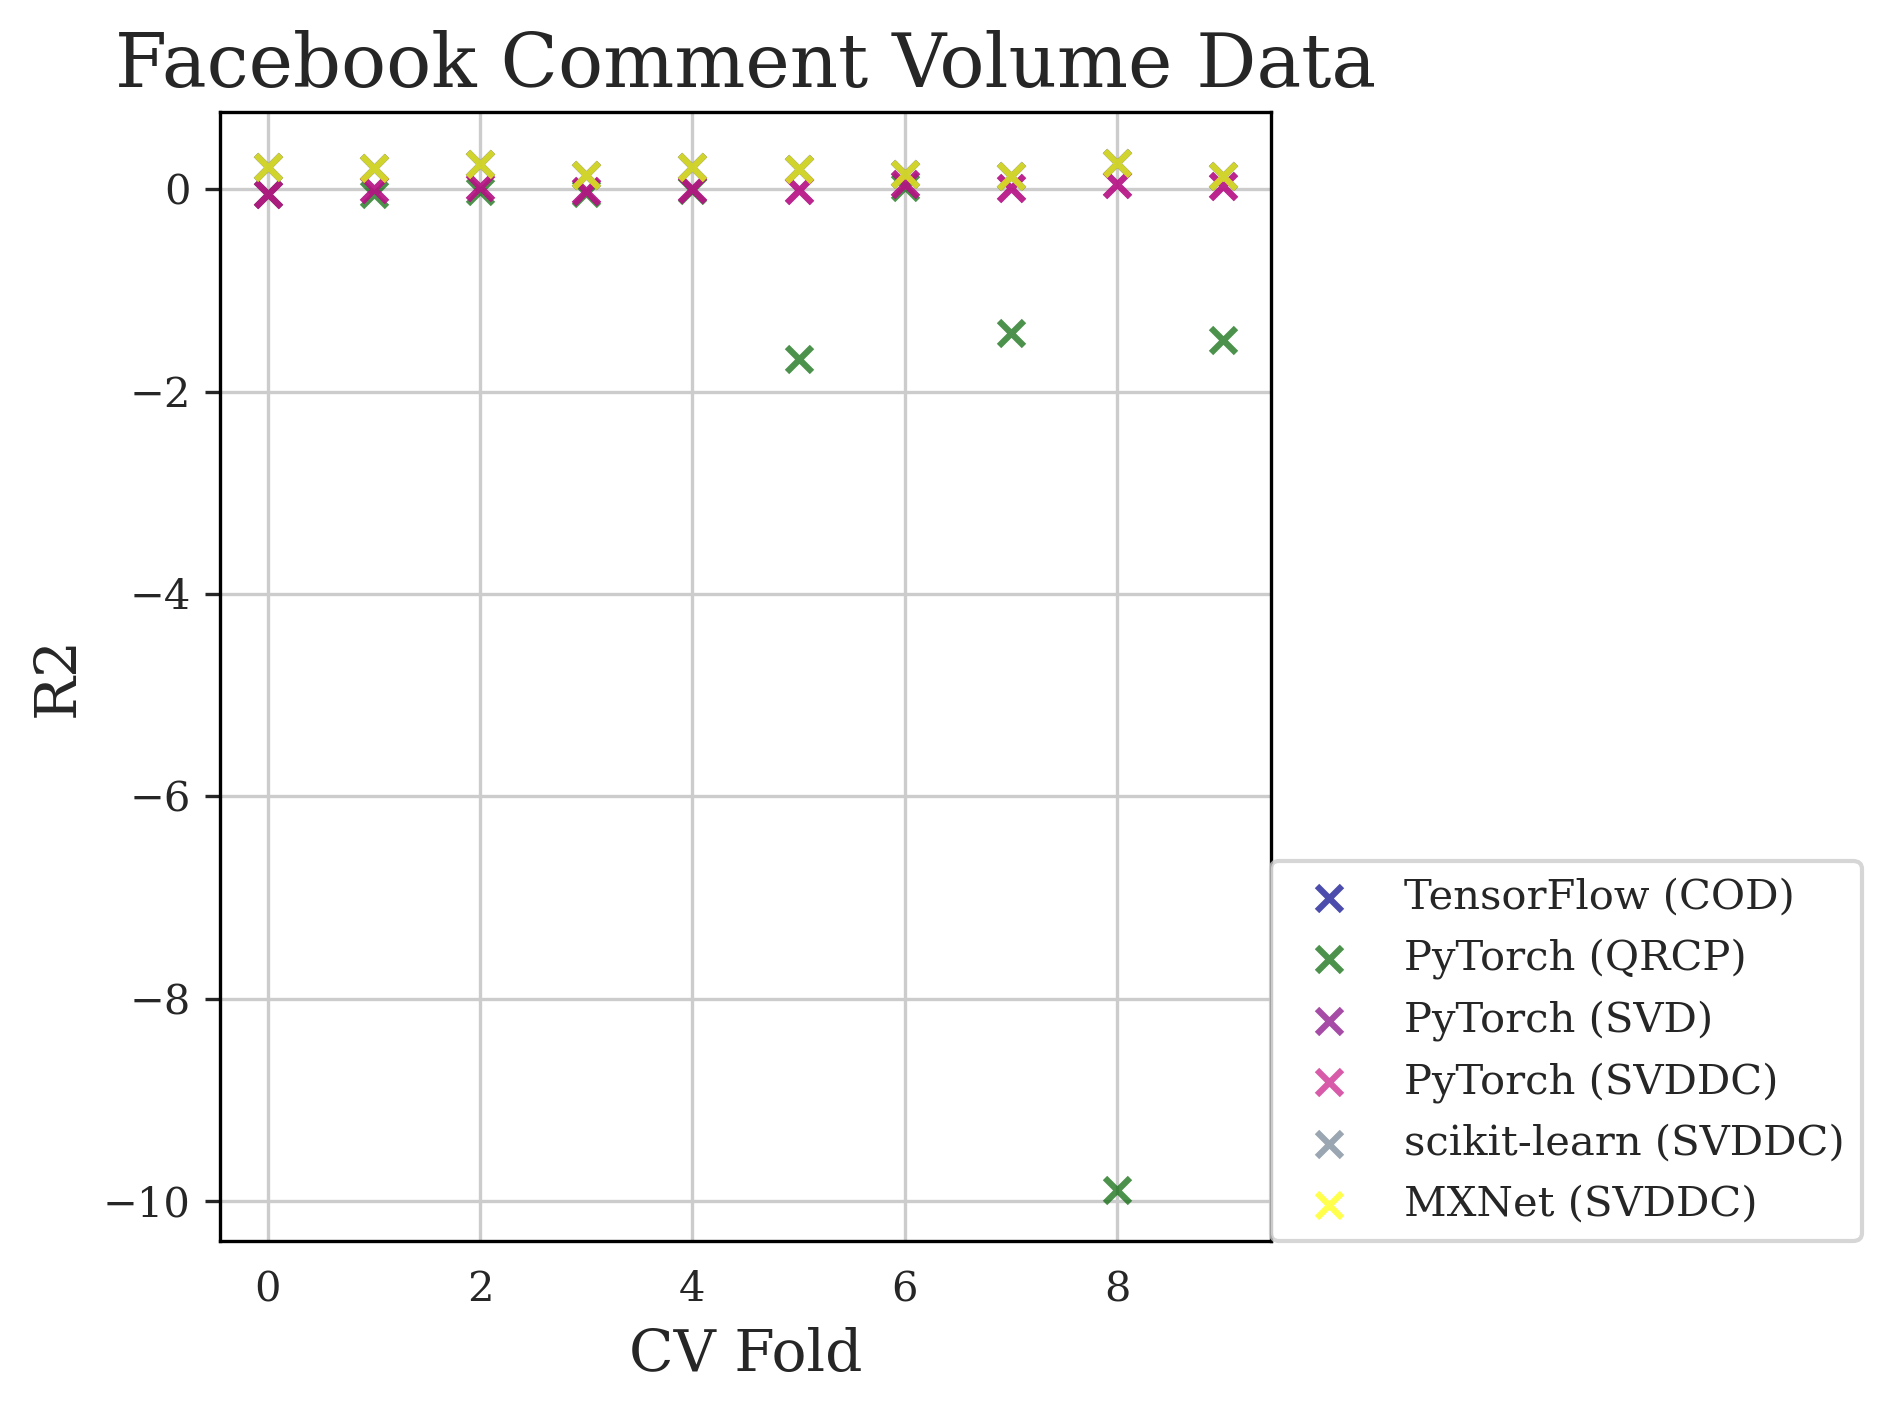 Facebook Comment Volume Data
R2
0
−2
−4
−6
−8
−10
0 2 4 6 8
CV Fold
TensorFlow (COD)
PyTorch (QRCP)
PyTorch (SVD)
PyTorch (SVDDC)
scikit-learn (SVDDC)
MXNet (SVDDC)